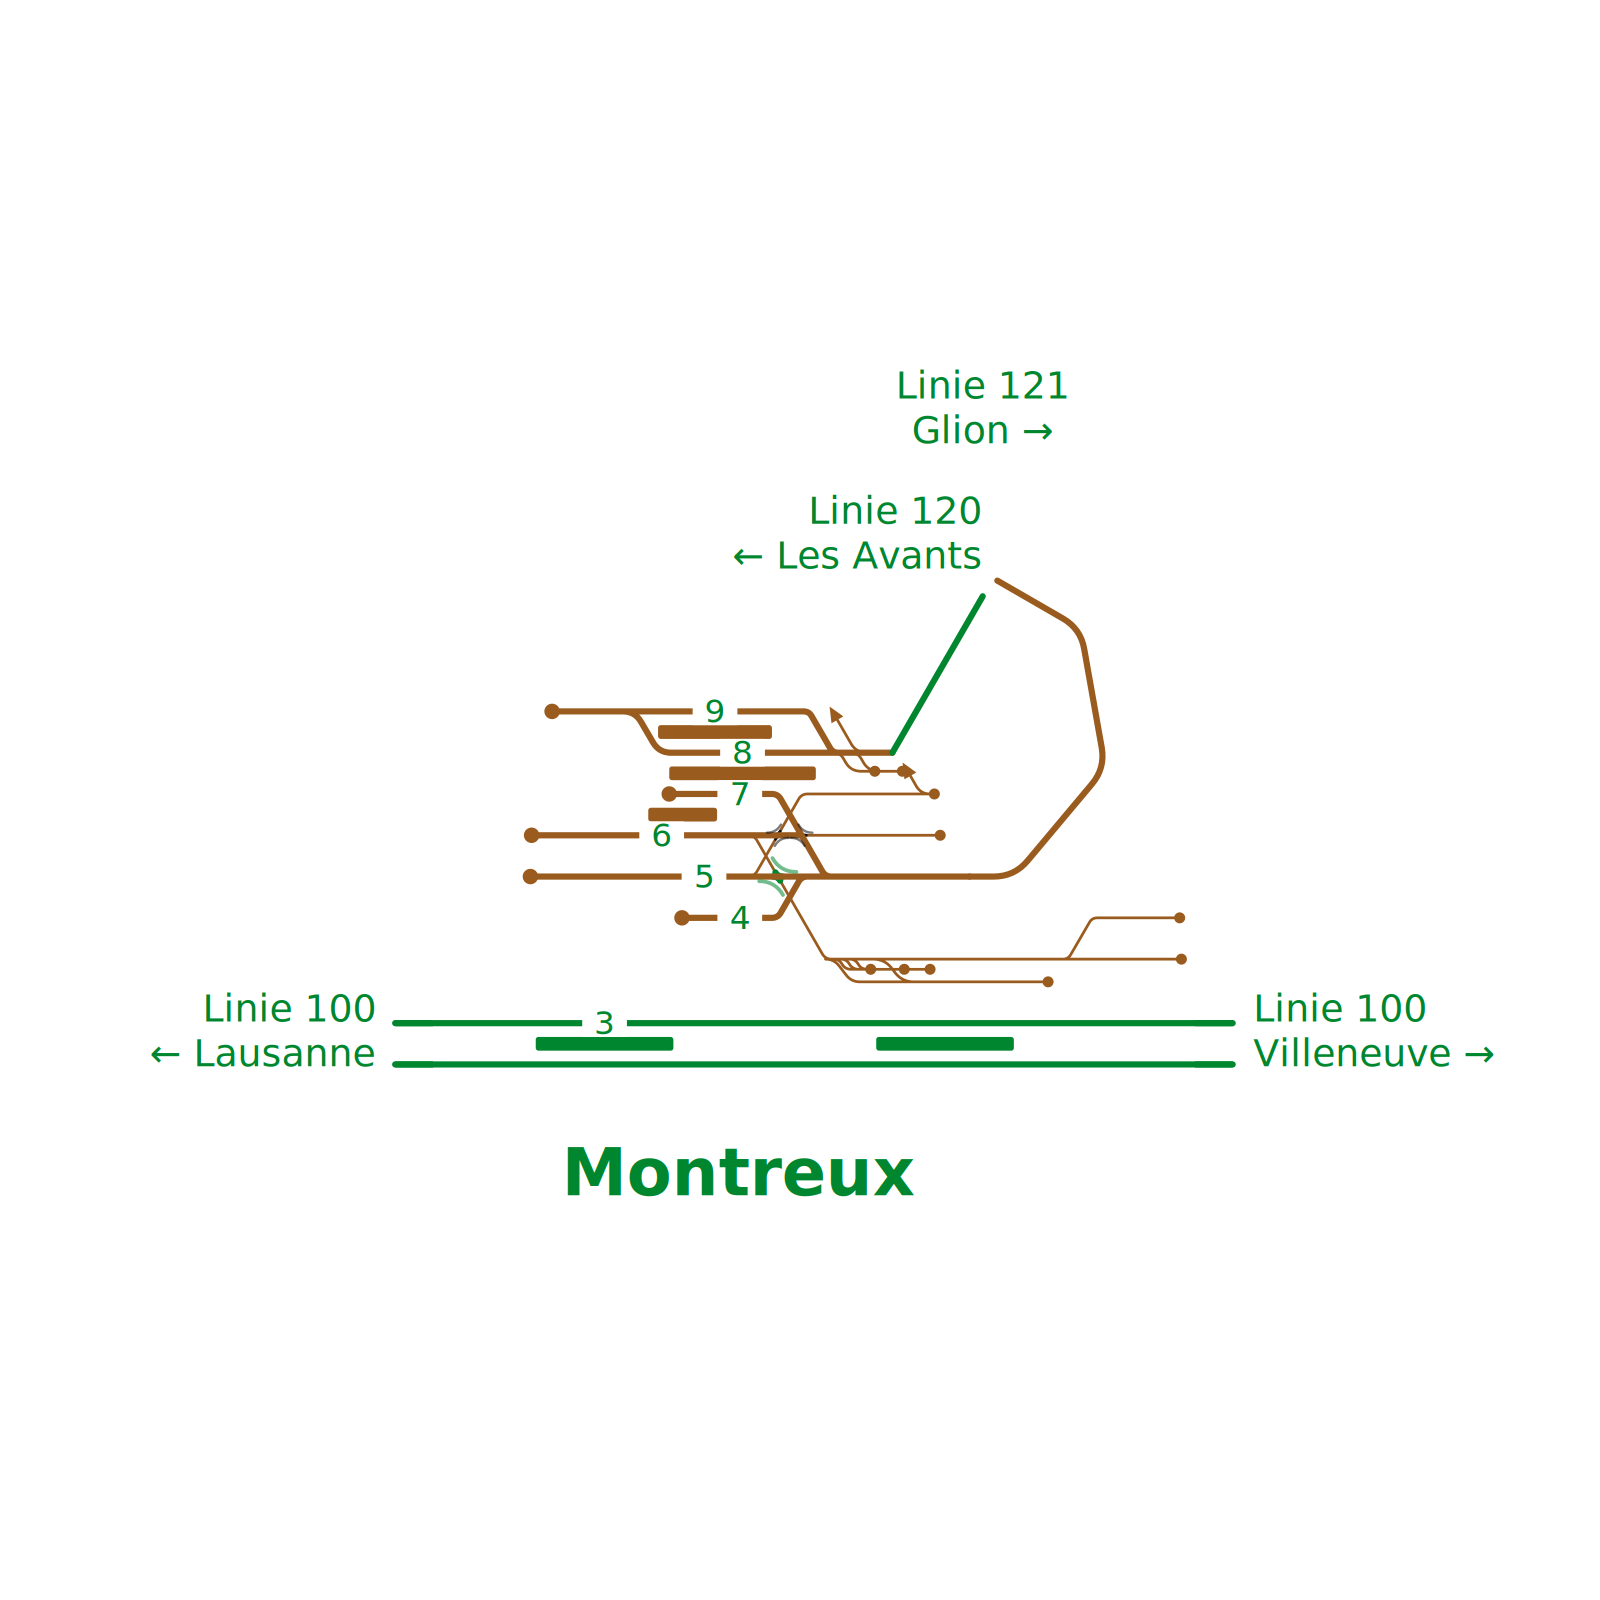 Linie 121
Glion →
Linie 120
← Les Avants
9
8
7
6
5
4
Linie 100
← Lausanne
3
Linie 100
Villeneuve →
Montreux